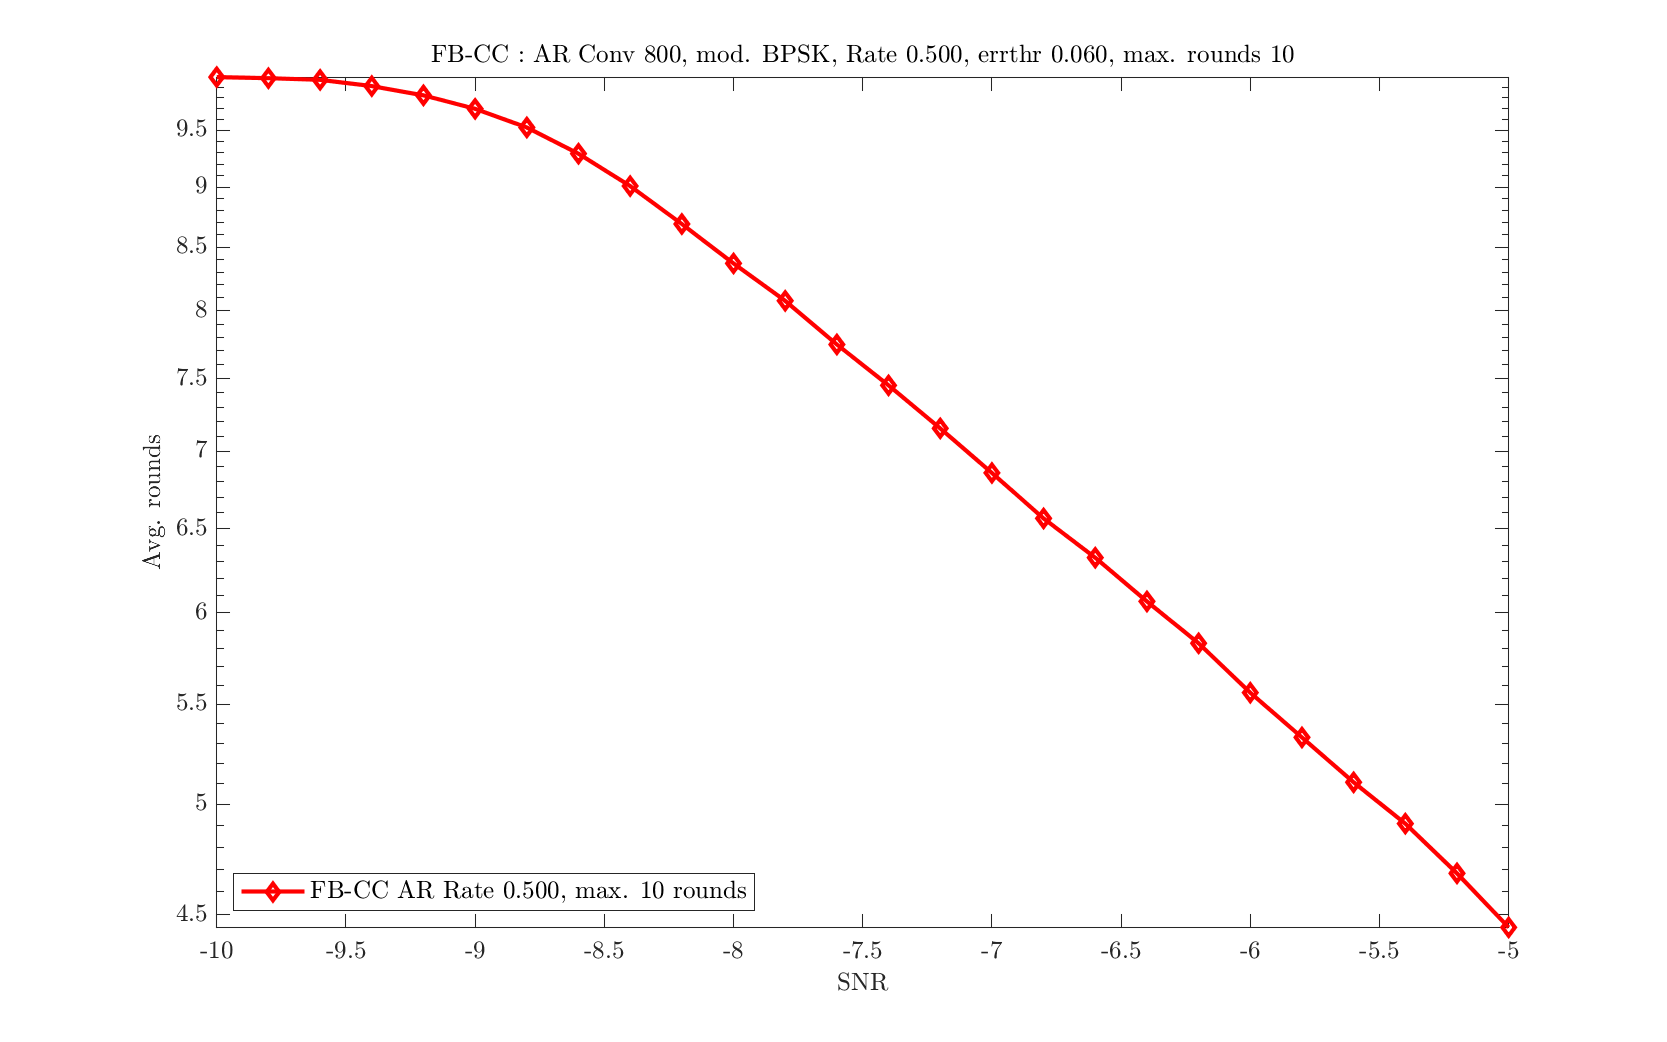 FB-CC : AR Conv 800, mod. BPSK, Rate 0.500, errthr 0.060, max. rounds 10
9.5
9
8.5
8
7.5
7
6.5
6
5.5
5
4.5
Avg. rounds
FB-CC AR Rate 0.500, max. 10 rounds
-10 -9.5 -9 -8.5 -8 -7.5 -7 -6.5 -6 -5.5 -5
SNR